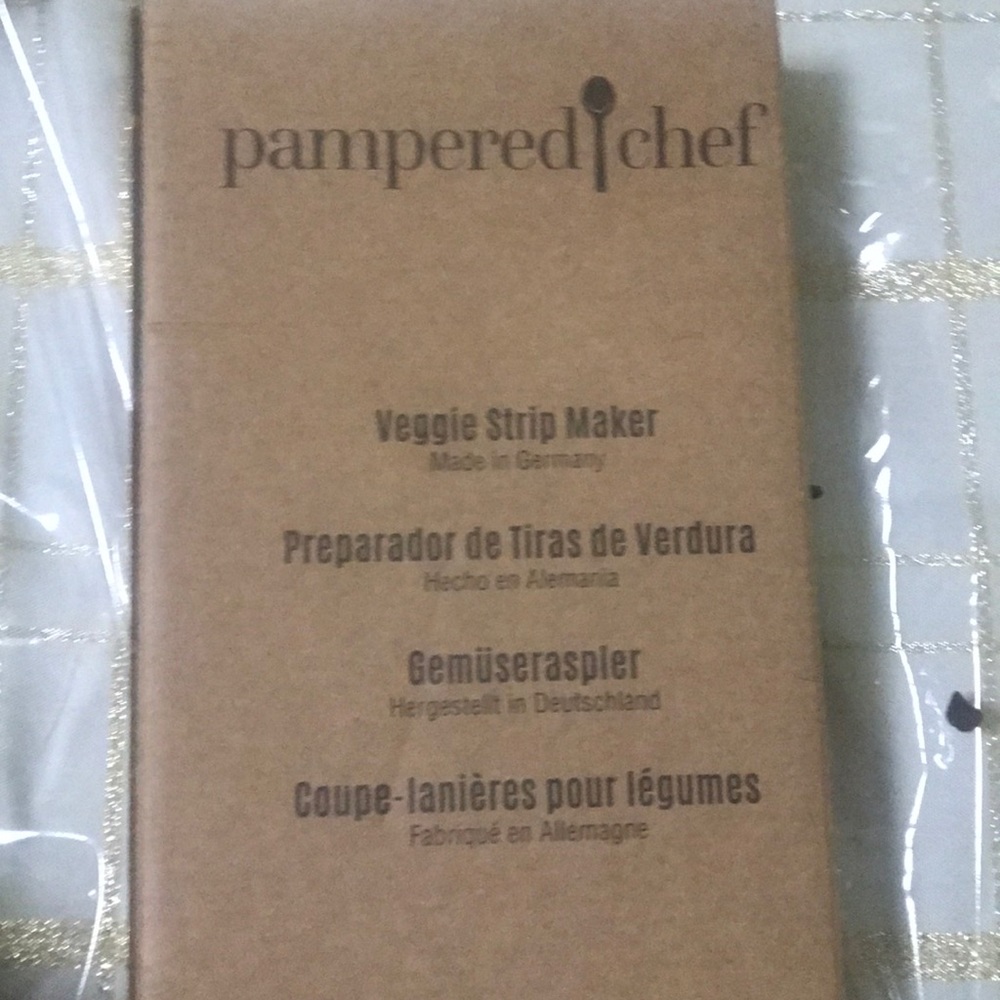 pampered chef
Veggie Strip Maker
Made in Germany
Preparador de Tiras de Verdura
Hecho en Alemania
Gemüseraspler
Hergestellt in Deutschland
Coupe-lanières pour légumes
Fabriqué en Allemagne